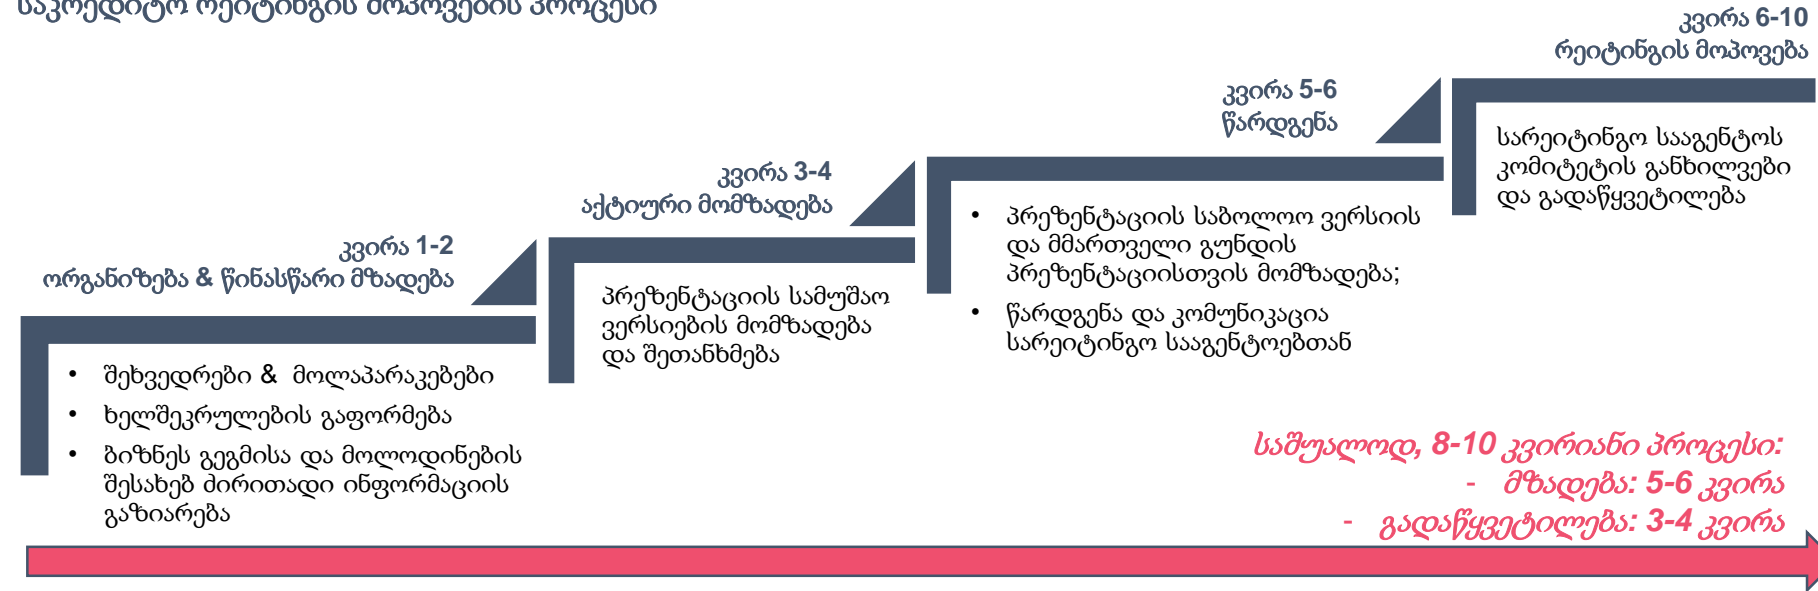 საკრედიტო რეიტინგის მოპოვების პროცესი
კვირა 1-2
ორგანიზება & წინასწარი მზადება
• შეხვედრები & მოლაპარაკებები
• ხელშეკრულების გაფორმება
• ბიზნეს გეგმისა და მოლოდინების
შესახებ ძირითადი ინფორმაციის
გაზიარება
კვირა 3-4
აქტიური მომზადება
პრეზენტაციის სამუშაო
ვერსიების მომზადება
და შეთანხმება
კვირა 5-6
წარდგენა
• პრეზენტაციის საბოლოო ვერსიის
და მმართველი გუნდის
პრეზენტაციისთვის მომზადება;
• წარდგენა და კომუნიკაცია
სარეიტინგო სააგენტოებთან
კვირა 6-10
რეიტინგის მოპოვება
სარეიტინგო სააგენტოს
კომიტეტის განხილვები
და გადაწყვეტილება
საშუალოდ, 8-10 კვირიანი პროცესი:
- მზადება: 5-6 კვირა
- გადაწყვეტილება: 3-4 კვირა